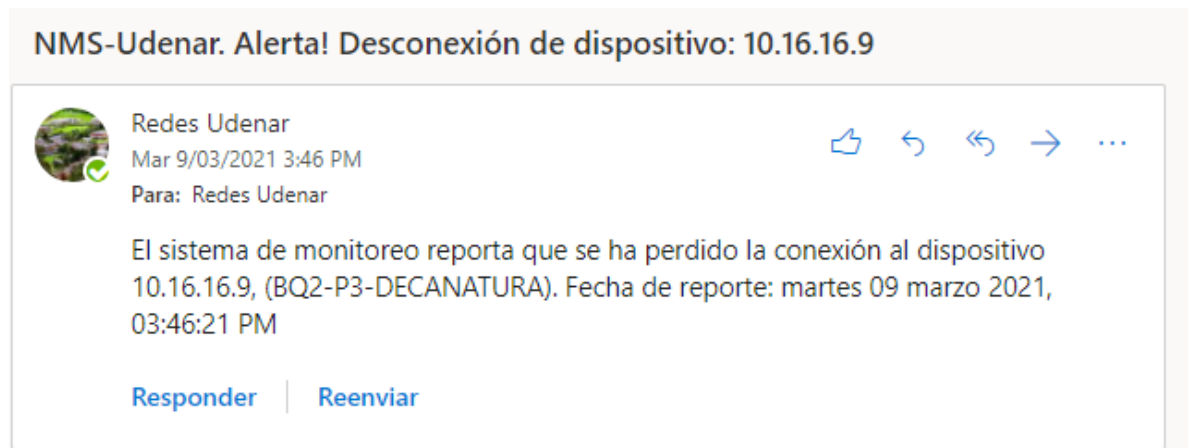 NMS-Udenar. Alerta! Desconexión de dispositivo: 10.16.16.9
Redes Udenar
Mar 9/03/2021 3:46 PM
Para: Redes Udenar
El sistema de monitoreo reporta que se ha perdido la conexión al dispositivo
10.16.16.9, (BQ2-P3-DECANATURA). Fecha de reporte: martes 09 marzo 2021,
03:46:21 PM
Responder
Reenviar